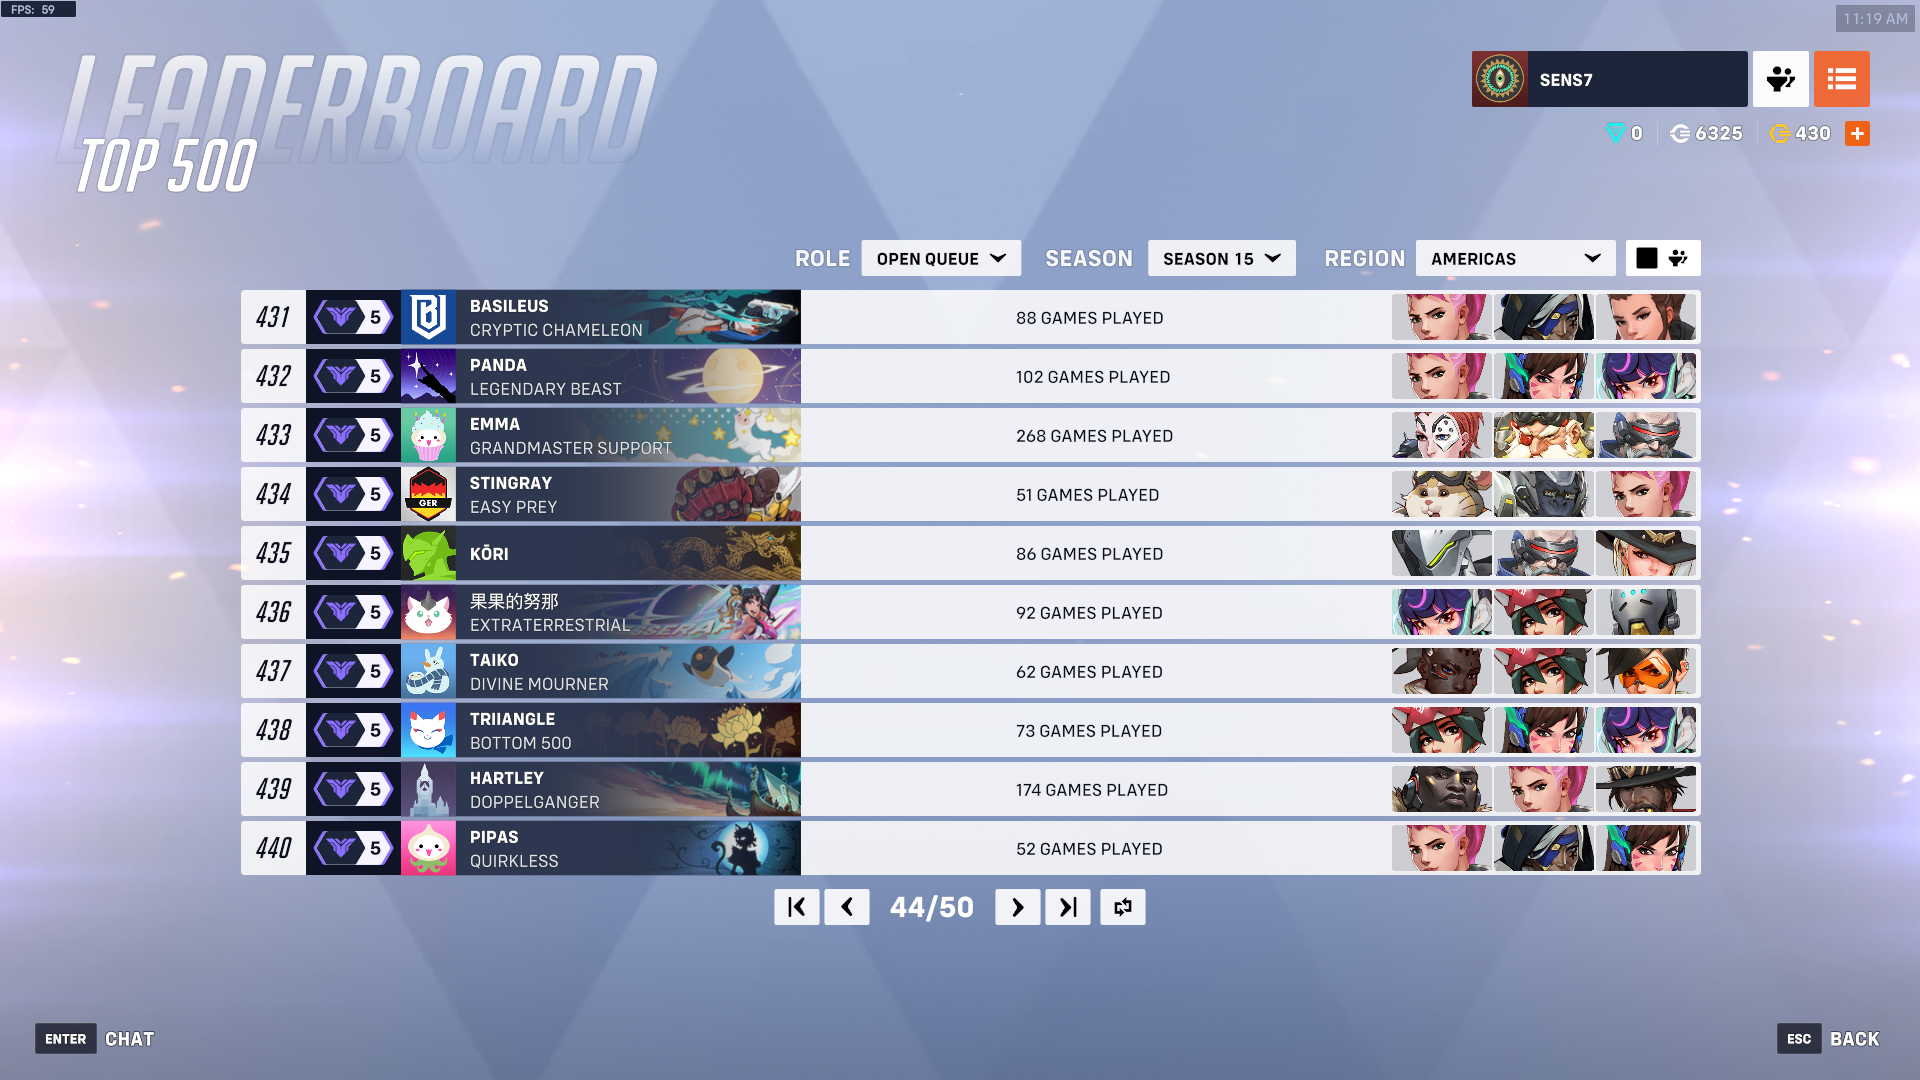 FPS: 59
11:19 AM
LEADERBOARD
TOP 500
SENS7
0 6325 430
ROLE OPEN QUEUE SEASON SEASON 15 REGION AMERICAS
431 5 BASILEUS
CRYPTIC CHAMELEON
88 GAMES PLAYED
432 5 PANDA
LEGENDARY BEAST
102 GAMES PLAYED
433 5 EMMA
GRANDMASTER SUPPORT
268 GAMES PLAYED
434 5 GER STINGRAY
EASY PREY
51 GAMES PLAYED
435 5 KŌRI
86 GAMES PLAYED
436 5 果果的努那
EXTRATERRESTRIAL
92 GAMES PLAYED
437 5 TAIKO
DIVINE MOURNER
62 GAMES PLAYED
438 5 TRIIANGLE
BOTTOM 500
73 GAMES PLAYED
439 5 HARTLEY
DOPPELGANGER
174 GAMES PLAYED
440 5 PIPAS
QUIRKLESS
52 GAMES PLAYED
44/50
ENTER CHAT
ESC BACK